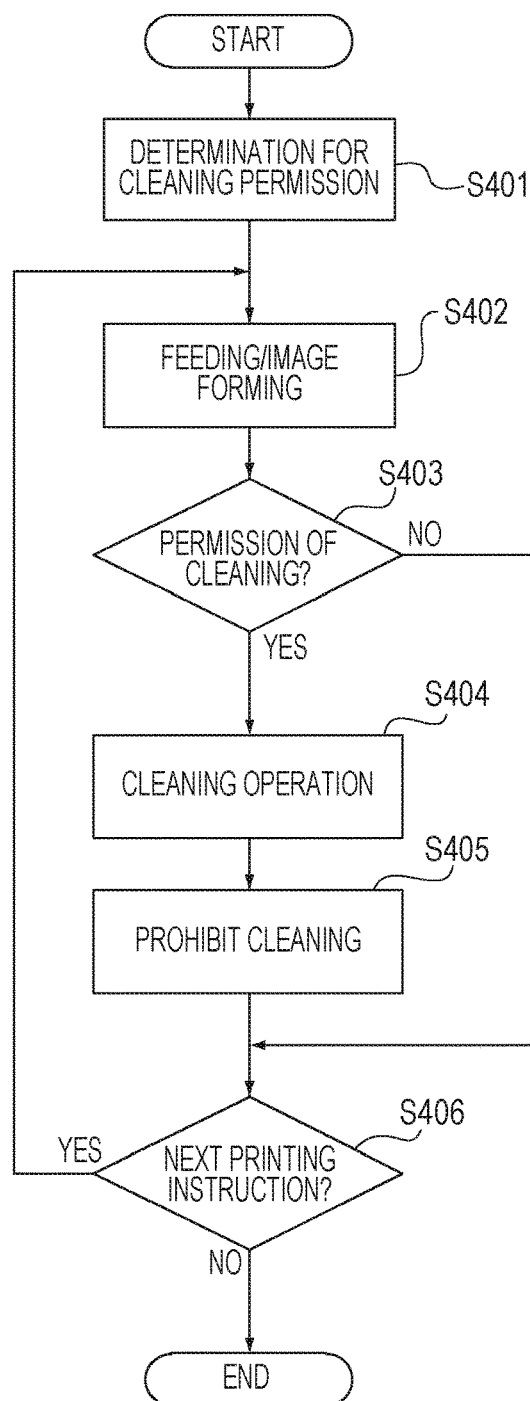 START
DETERMINATION FOR
CLEANING PERMISSION
S401
S402
FEEDING/IMAGE
FORMING
S403
PERMISSION OF
CLEANING?
NO
YES
S404
CLEANING OPERATION
S405
PROHIBIT CLEANING
S406
YES
NEXT PRINTING
INSTRUCTION?
NO
END